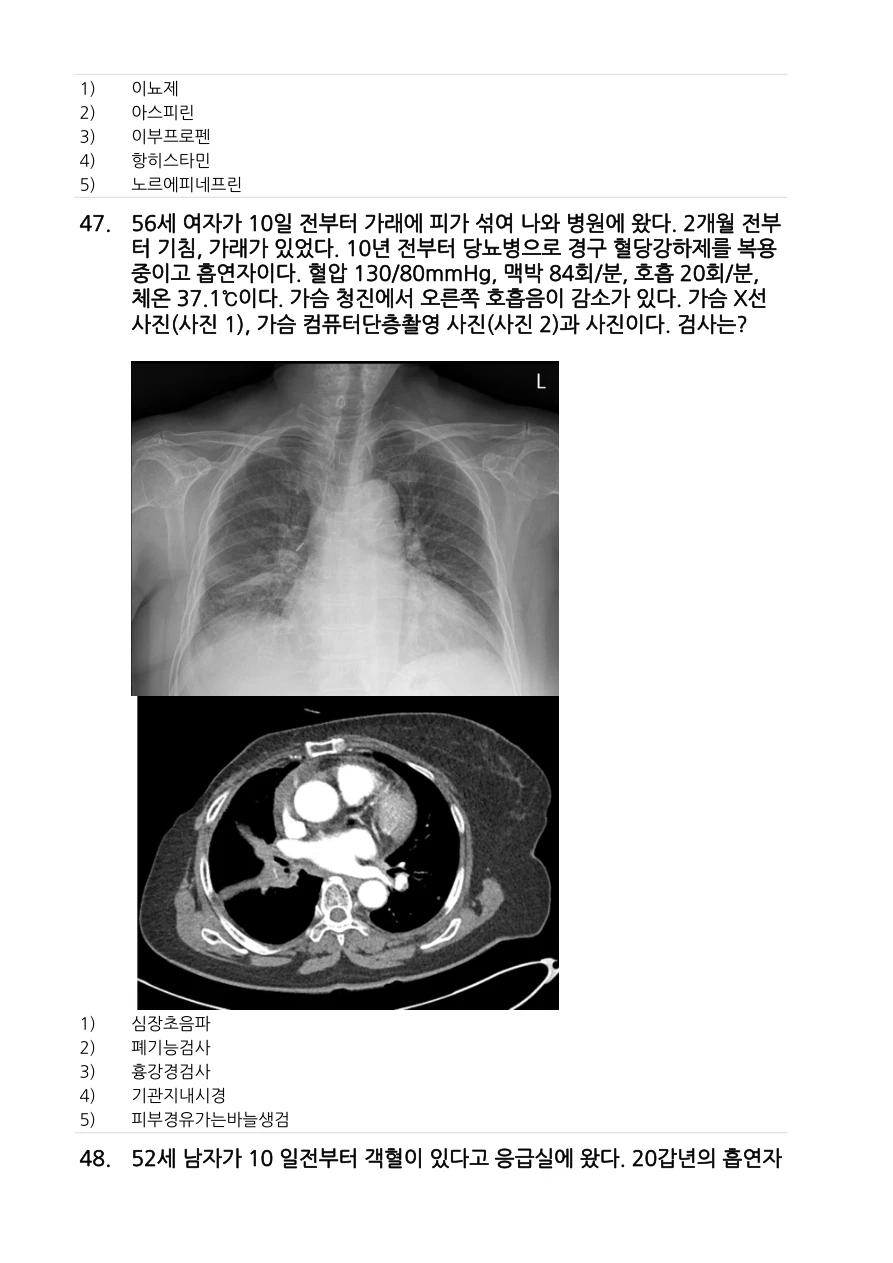 1) 이뇨제
2) 아스피린
3) 이부프로펜
4) 항히스타민
5) 노르에피네프린
47. 56세 여자가 10일 전부터 가래에 피가 섞여 나와 병원에 왔다. 2개월 전부
터 기침, 가래가 있었다. 10년 전부터 당뇨병으로 경구 혈당강하제를 복용
중이고 흡연자이다. 혈압 130/80mmHg, 맥박 84회/분, 호흡 20회/분,
체온 37.1℃이다. 가슴 청진에서 오른쪽 호흡음이 감소가 있다. 가슴 X선
사진(사진 1), 가슴 컴퓨터단층촬영 사진(사진 2)과 사진이다. 검사는?
L
1) 심장초음파
2) 폐기능검사
3) 흉강경검사
4) 기관지내시경
5) 피부경유가는바늘생검
48. 52세 남자가 10 일전부터 객혈이 있다고 응급실에 왔다. 20갑년의 흡연자